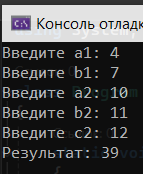 Консоль отладк
Введите a1: 4
Введите b1: 7
Введите a2: 10
Введите b2: 11
Введите c2: 12
Результат: 39